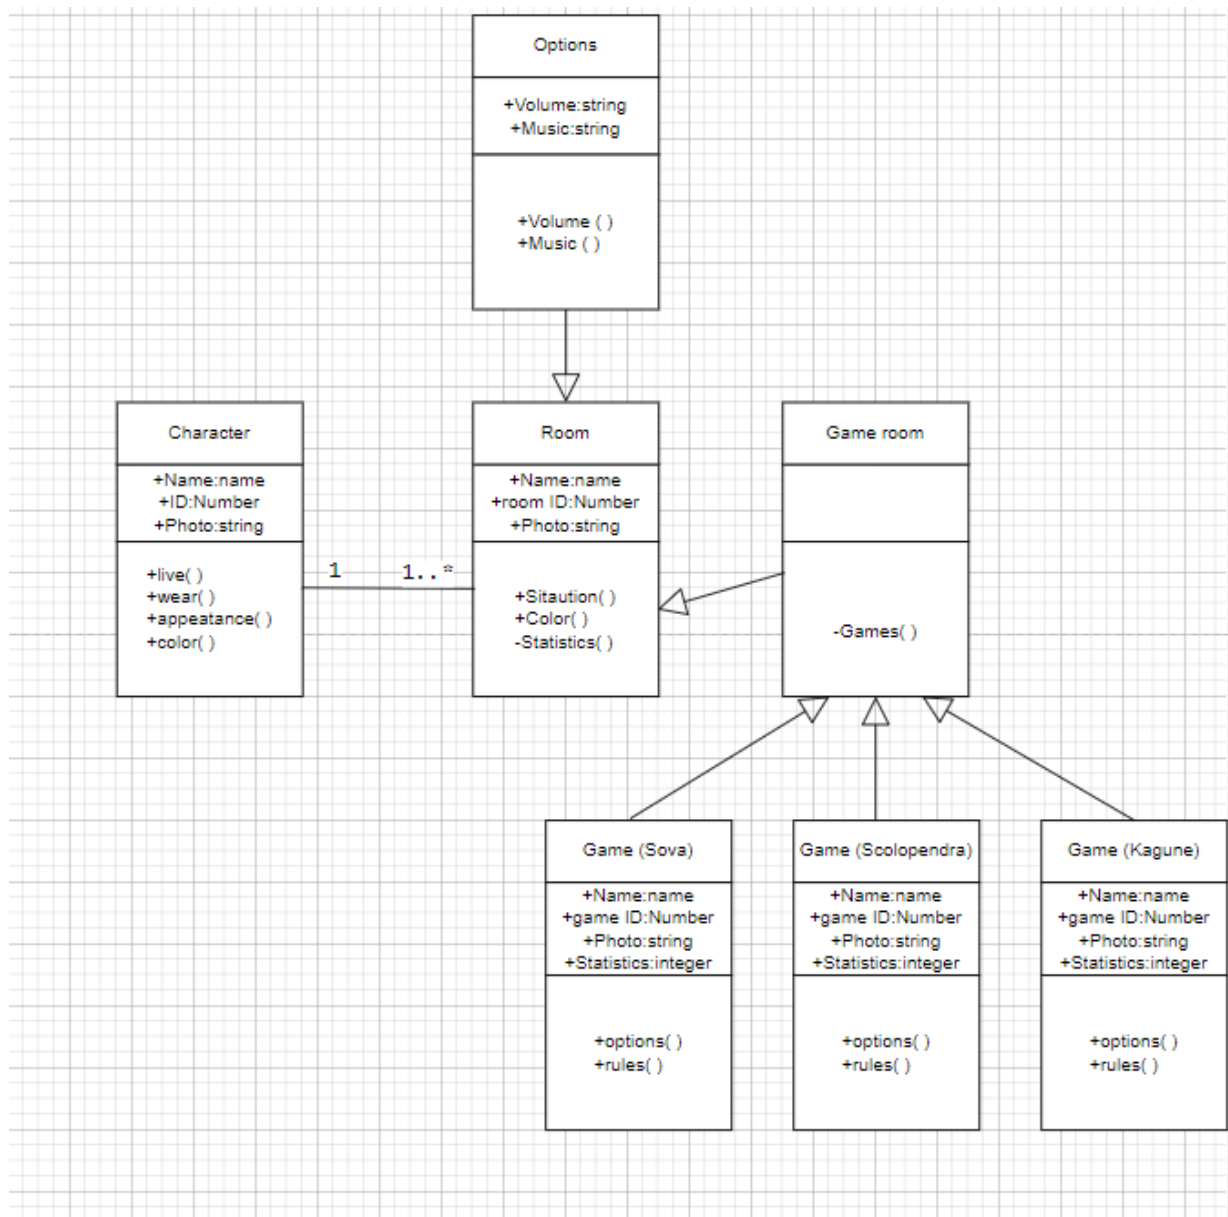 Options
+Volume:string
+Music:string
+Volume ( )
+Music ( )
Character
+Name:name
+ID:Number
+Photo:string
+live( )
+wear( )
+appeatance( )
+color( )
1
1..*
Room
+Name:name
+room ID:Number
+Photo:string
+Sitaution( )
+Color( )
-Statistics( )
Game room
-Games( )
Game (Sova)
+Name:name
+game ID:Number
+Photo:string
+Statistics:integer
+options( )
+rules( )
Game (Scolopendra)
+Name:name
+game ID:Number
+Photo:string
+Statistics:integer
+options( )
+rules( )
Game (Kagune)
+Name:name
+game ID:Number
+Photo:string
+Statistics:integer
+options( )
+rules( )